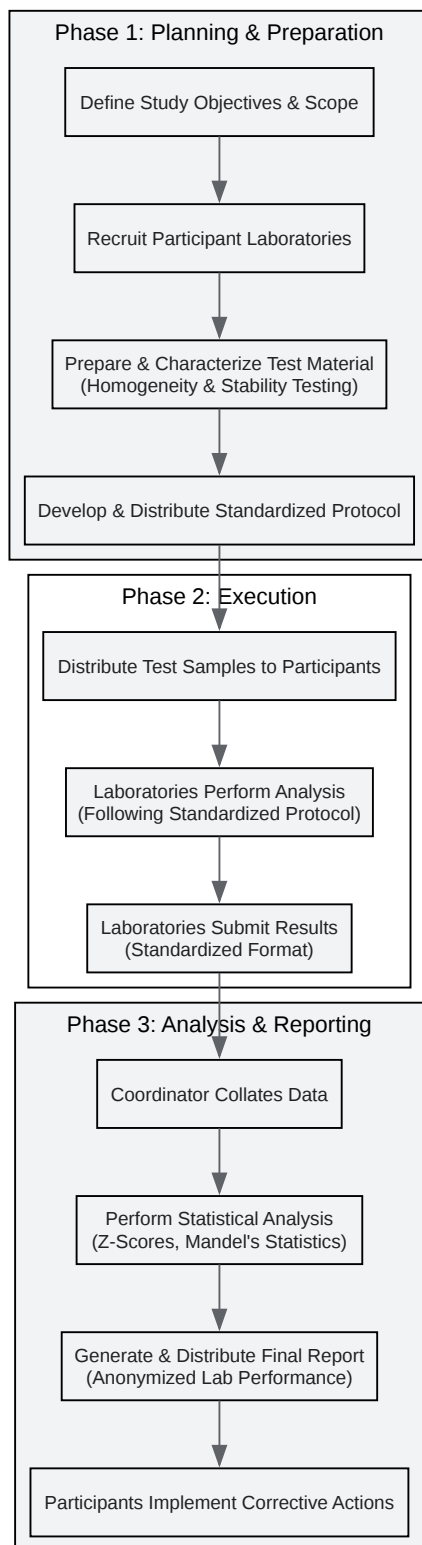 Phase 1: Planning & Preparation
Define Study Objectives & Scope
Recruit Participant Laboratories
Prepare & Characterize Test Material
(Homogeneity & Stability Testing)
Develop & Distribute Standardized Protocol
Phase 2: Execution
Distribute Test Samples to Participants
Laboratories Perform Analysis
(Following Standardized Protocol)
Laboratories Submit Results
(Standardized Format)
Phase 3: Analysis & Reporting
Coordinator Collates Data
Perform Statistical Analysis
(Z-Scores, Mandel's Statistics)
Generate & Distribute Final Report
(Anonymized Lab Performance)
Participants Implement Corrective Actions